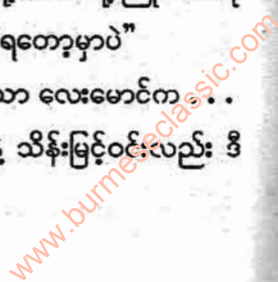 ရတော့မှာပဲ”
လေးမောင်က . . .
သိန်းမြင့်ဝင်းလည်း ဒီ
www.burmeseclassic.com